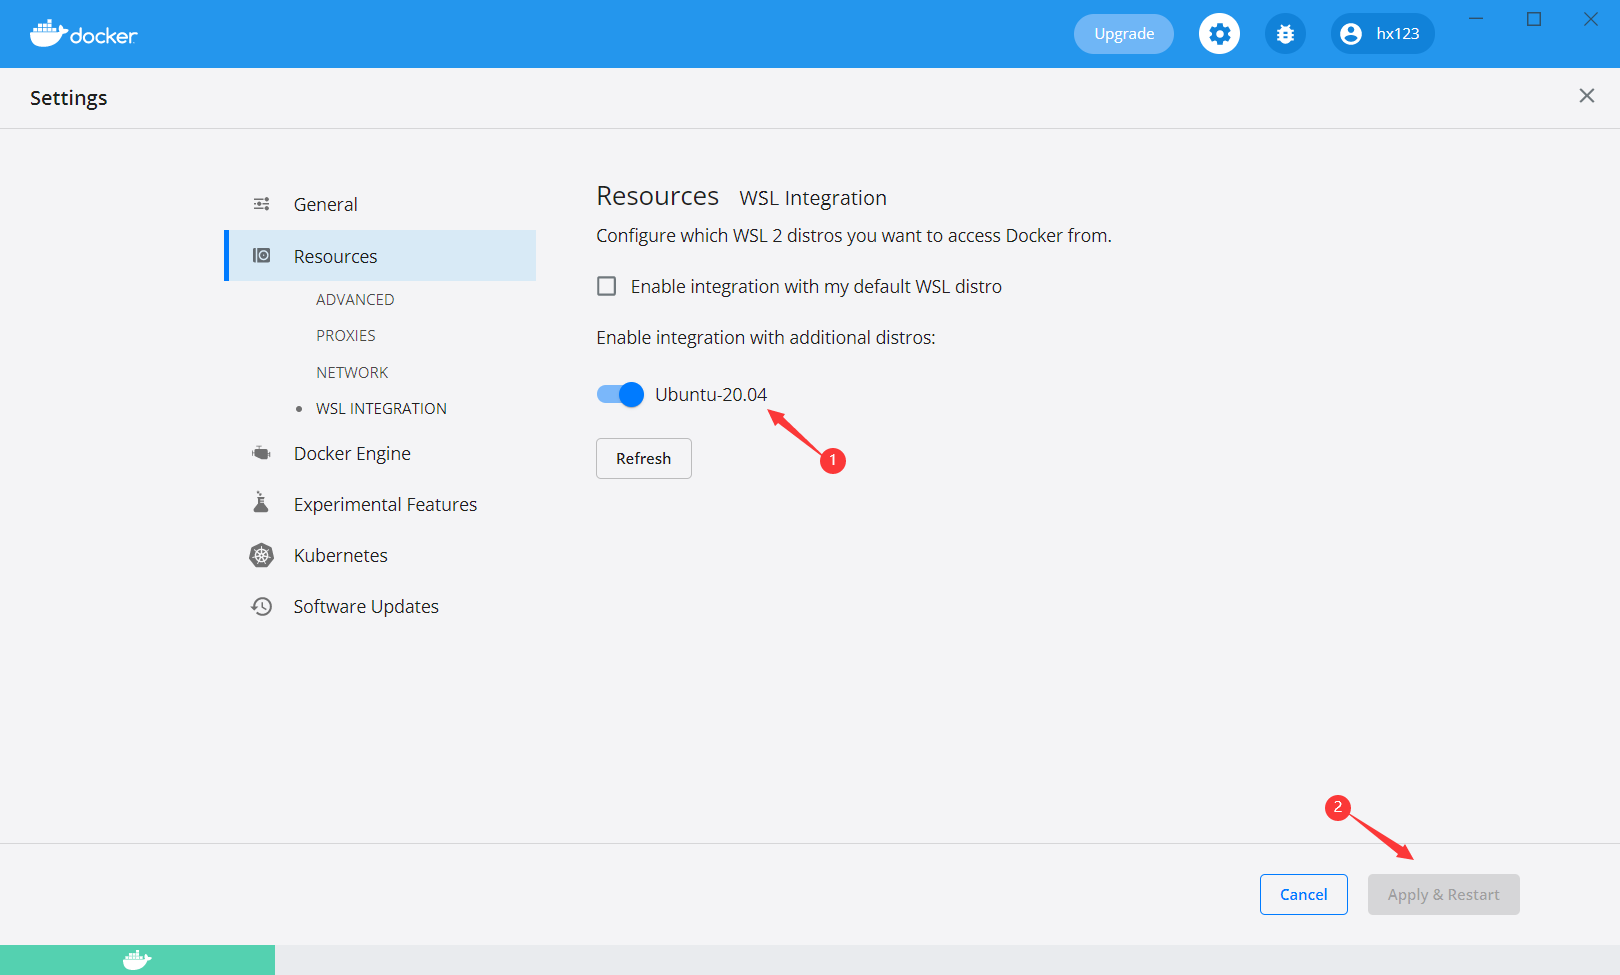 docker
Upgrade
hx123
Settings
General
Resources
ADVANCED
PROXIES
NETWORK
WSL INTEGRATION
Docker Engine
Experimental Features
Kubernetes
Software Updates
Resources WSL Integration
Configure which WSL 2 distros you want to access Docker from.
Enable integration with my default WSL distro
Enable integration with additional distros:
Ubuntu-20.04
1
Refresh
2
Cancel
Apply & Restart